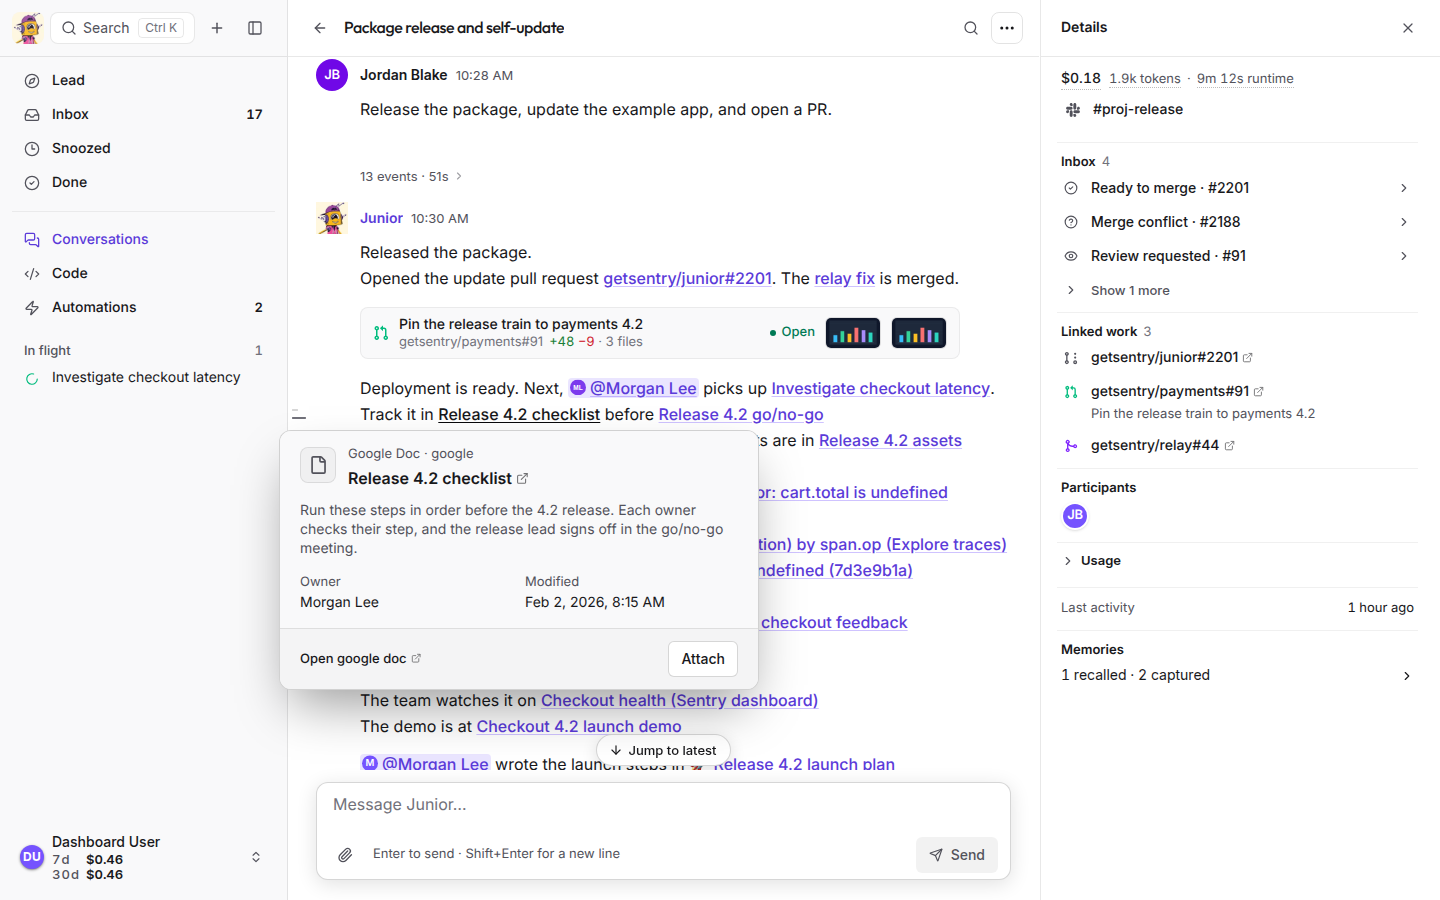 Search Ctrl K
Lead
Inbox 17
Snoozed
Done
Conversations
Code
Automations 2
In flight 1
Investigate checkout latency
DU Dashboard User
7d $0.46
30d $0.46
Package release and self-update
JB Jordan Blake 10:28 AM
Release the package, update the example app, and open a PR.
13 events · 51s
Junior 10:30 AM
Released the package.
Opened the update pull request getsentry/junior#2201. The relay fix is merged.
Pin the release train to payments 4.2
getsentry/payments#91 +48 −9 · 3 files
Open
Deployment is ready. Next, ML @Morgan Lee picks up Investigate checkout latency.
Track it in Release 4.2 checklist before Release 4.2 go/no-go
s are in Release 4.2 assets
or: cart.total is undefined
tion) by span.op (Explore traces)
ndefined (7d3e9b1a)
checkout feedback
Google Doc · google
Release 4.2 checklist
Run these steps in order before the 4.2 release. Each owner
checks their step, and the release lead signs off in the go/no-go
meeting.
Owner Modified
Morgan Lee Feb 2, 2026, 8:15 AM
Open google doc Attach
The team watches it on Checkout health (Sentry dashboard)
The demo is at Checkout 4.2 launch demo
Jump to latest
M @Morgan Lee wrote the launch steps in Release 4.2 launch plan
Message Junior...
Enter to send · Shift+Enter for a new line
Send
Details
$0.18 1.9k tokens · 9m 12s runtime
#proj-release
Inbox 4
Ready to merge · #2201
Merge conflict · #2188
Review requested · #91
Show 1 more
Linked work 3
getsentry/junior#2201
getsentry/payments#91
Pin the release train to payments 4.2
getsentry/relay#44
Participants
JB
Usage
Last activity 1 hour ago
Memories
1 recalled · 2 captured